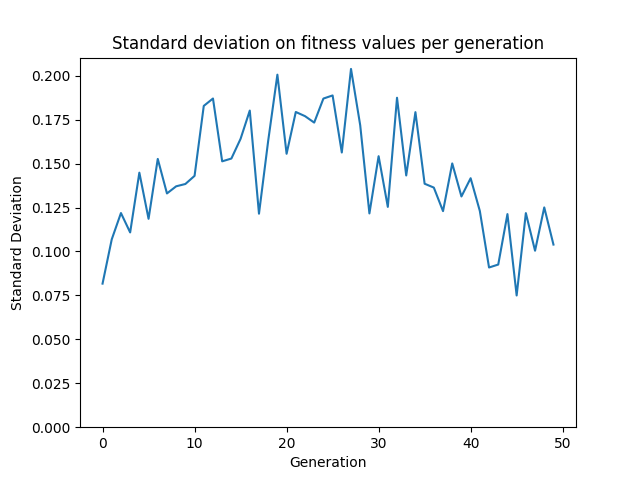 Standard deviation on fitness values per generation
0.200
0.175
0.150
0.125
0.100
0.075
0.050
0.025
0.000
Standard Deviation
0 10 20 30 40 50
Generation